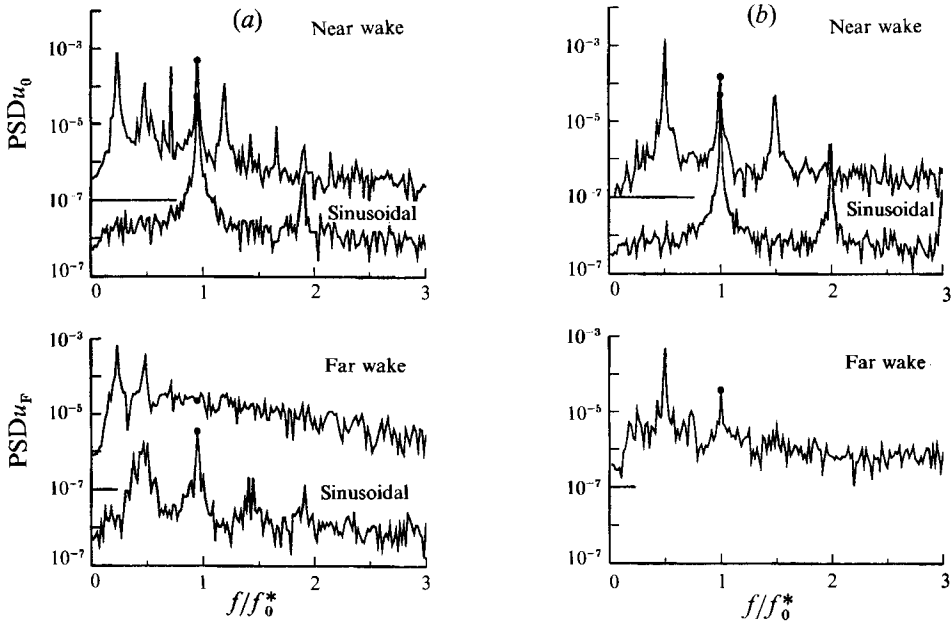 (a)
Near wake
PSDu₀
10⁻³
10⁻⁵
10⁻⁷
Sinusoidal
10⁻⁷
0 1 2 3
(b)
Near wake
10⁻³
10⁻⁵
10⁻⁷
Sinusoidal
10⁻⁷
0 1 2 3
Far wake
PSDu_F
10⁻³
10⁻⁵
10⁻⁷
Sinusoidal
10⁻⁷
0 1 2 3
f/f₀*
Far wake
10⁻³
10⁻⁵
10⁻⁷
10⁻⁷
0 1 2 3
f/f₀*